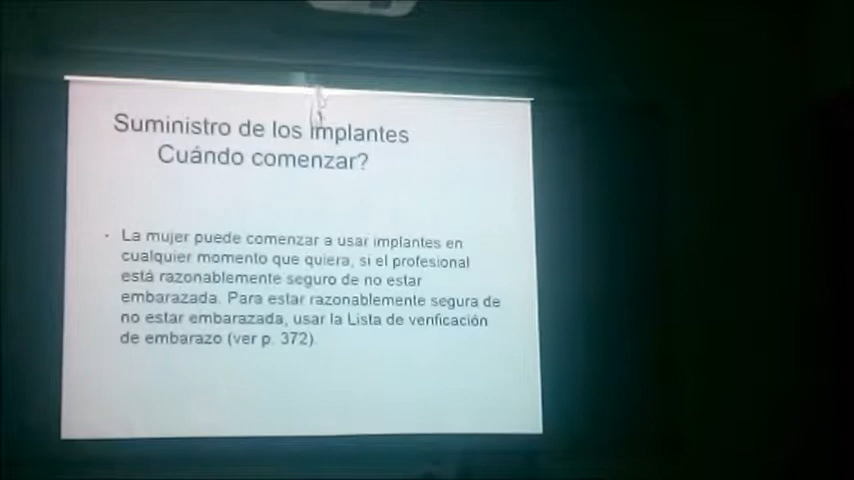 Suministro de los implantes
Cuándo comenzar?
· La mujer puede comenzar a usar implantes en
cualquier momento que quiera, si el profesional
está razonablemente seguro de no estar
embarazada. Para estar razonablemente segura de
no estar embarazada, usar la Lista de verificación
de embarazo (ver p. 372).